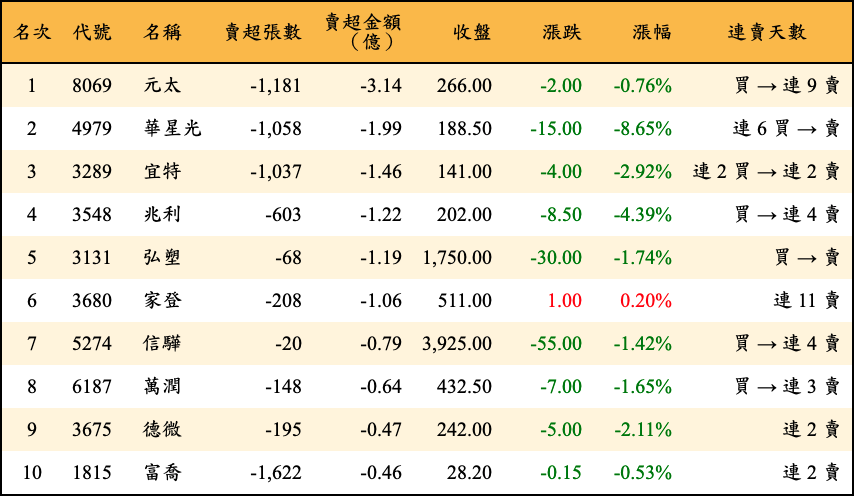 名次 代號 名稱 賣超張數 賣超金額（億） 收盤 漲跌 漲幅 連賣天數
1 8069 元太 -1,181 -3.14 266.00 -2.00 -0.76% 買 → 連 9 賣
2 4979 華星光 -1,058 -1.99 188.50 -15.00 -8.65% 連 6 買 → 賣
3 3289 宜特 -1,037 -1.46 141.00 -4.00 -2.92% 連 2 買 → 連 2 賣
4 3548 兆利 -603 -1.22 202.00 -8.50 -4.39% 買 → 連 4 賣
5 3131 弘塑 -68 -1.19 1,750.00 -30.00 -1.74% 買 → 賣
6 3680 家登 -208 -1.06 511.00 1.00 0.20% 連 11 賣
7 5274 信驊 -20 -0.79 3,925.00 -55.00 -1.42% 買 → 連 4 賣
8 6187 萬潤 -148 -0.64 432.50 -7.00 -1.65% 買 → 連 3 賣
9 3675 德微 -195 -0.47 242.00 -5.00 -2.11% 連 2 賣
10 1815 富喬 -1,622 -0.46 28.20 -0.15 -0.53% 連 2 賣